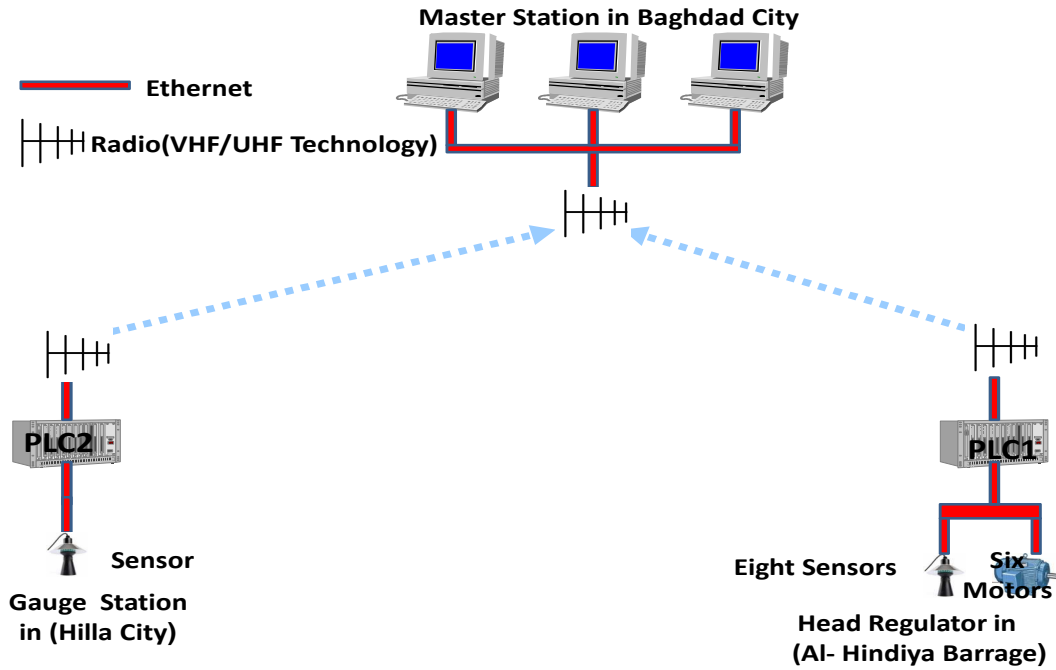 Master Station in Baghdad City
Ethernet
Radio(VHF/UHF Technology)
PLC2
PLC1
Sensor
Eight Sensors
Six
Motors
Gauge Station
in (Hilla City)
Head Regulator in
(Al- Hindiya Barrage)